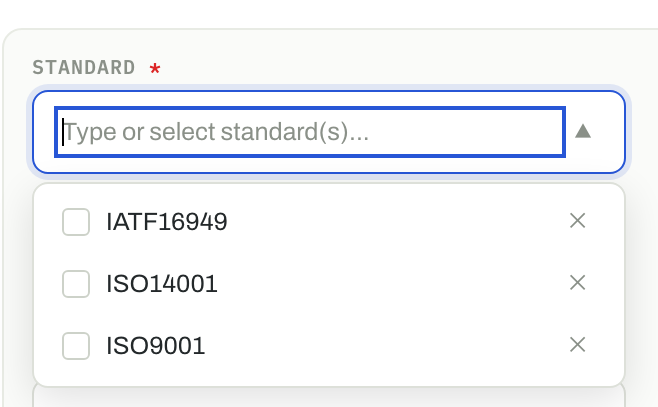 STANDARD *
Type or select standard(s)...
IATF16949
ISO14001
ISO9001